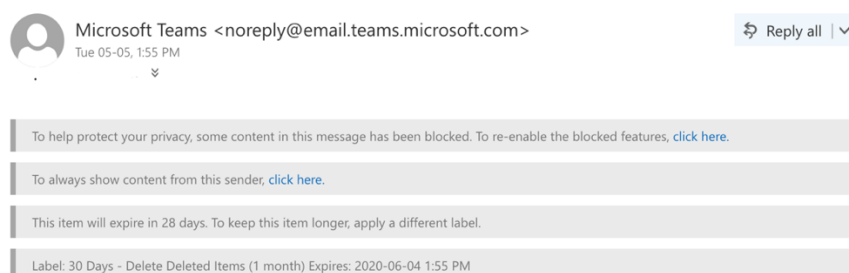 Microsoft Teams <noreply@email.teams.microsoft.com>
Reply all
Tue 05-05, 1:55 PM
To help protect your privacy, some content in this message has been blocked. To re-enable the blocked features, click here.
To always show content from this sender, click here.
This item will expire in 28 days. To keep this item longer, apply a different label.
Label: 30 Days - Delete Deleted Items (1 month) Expires: 2020-06-04 1:55 PM